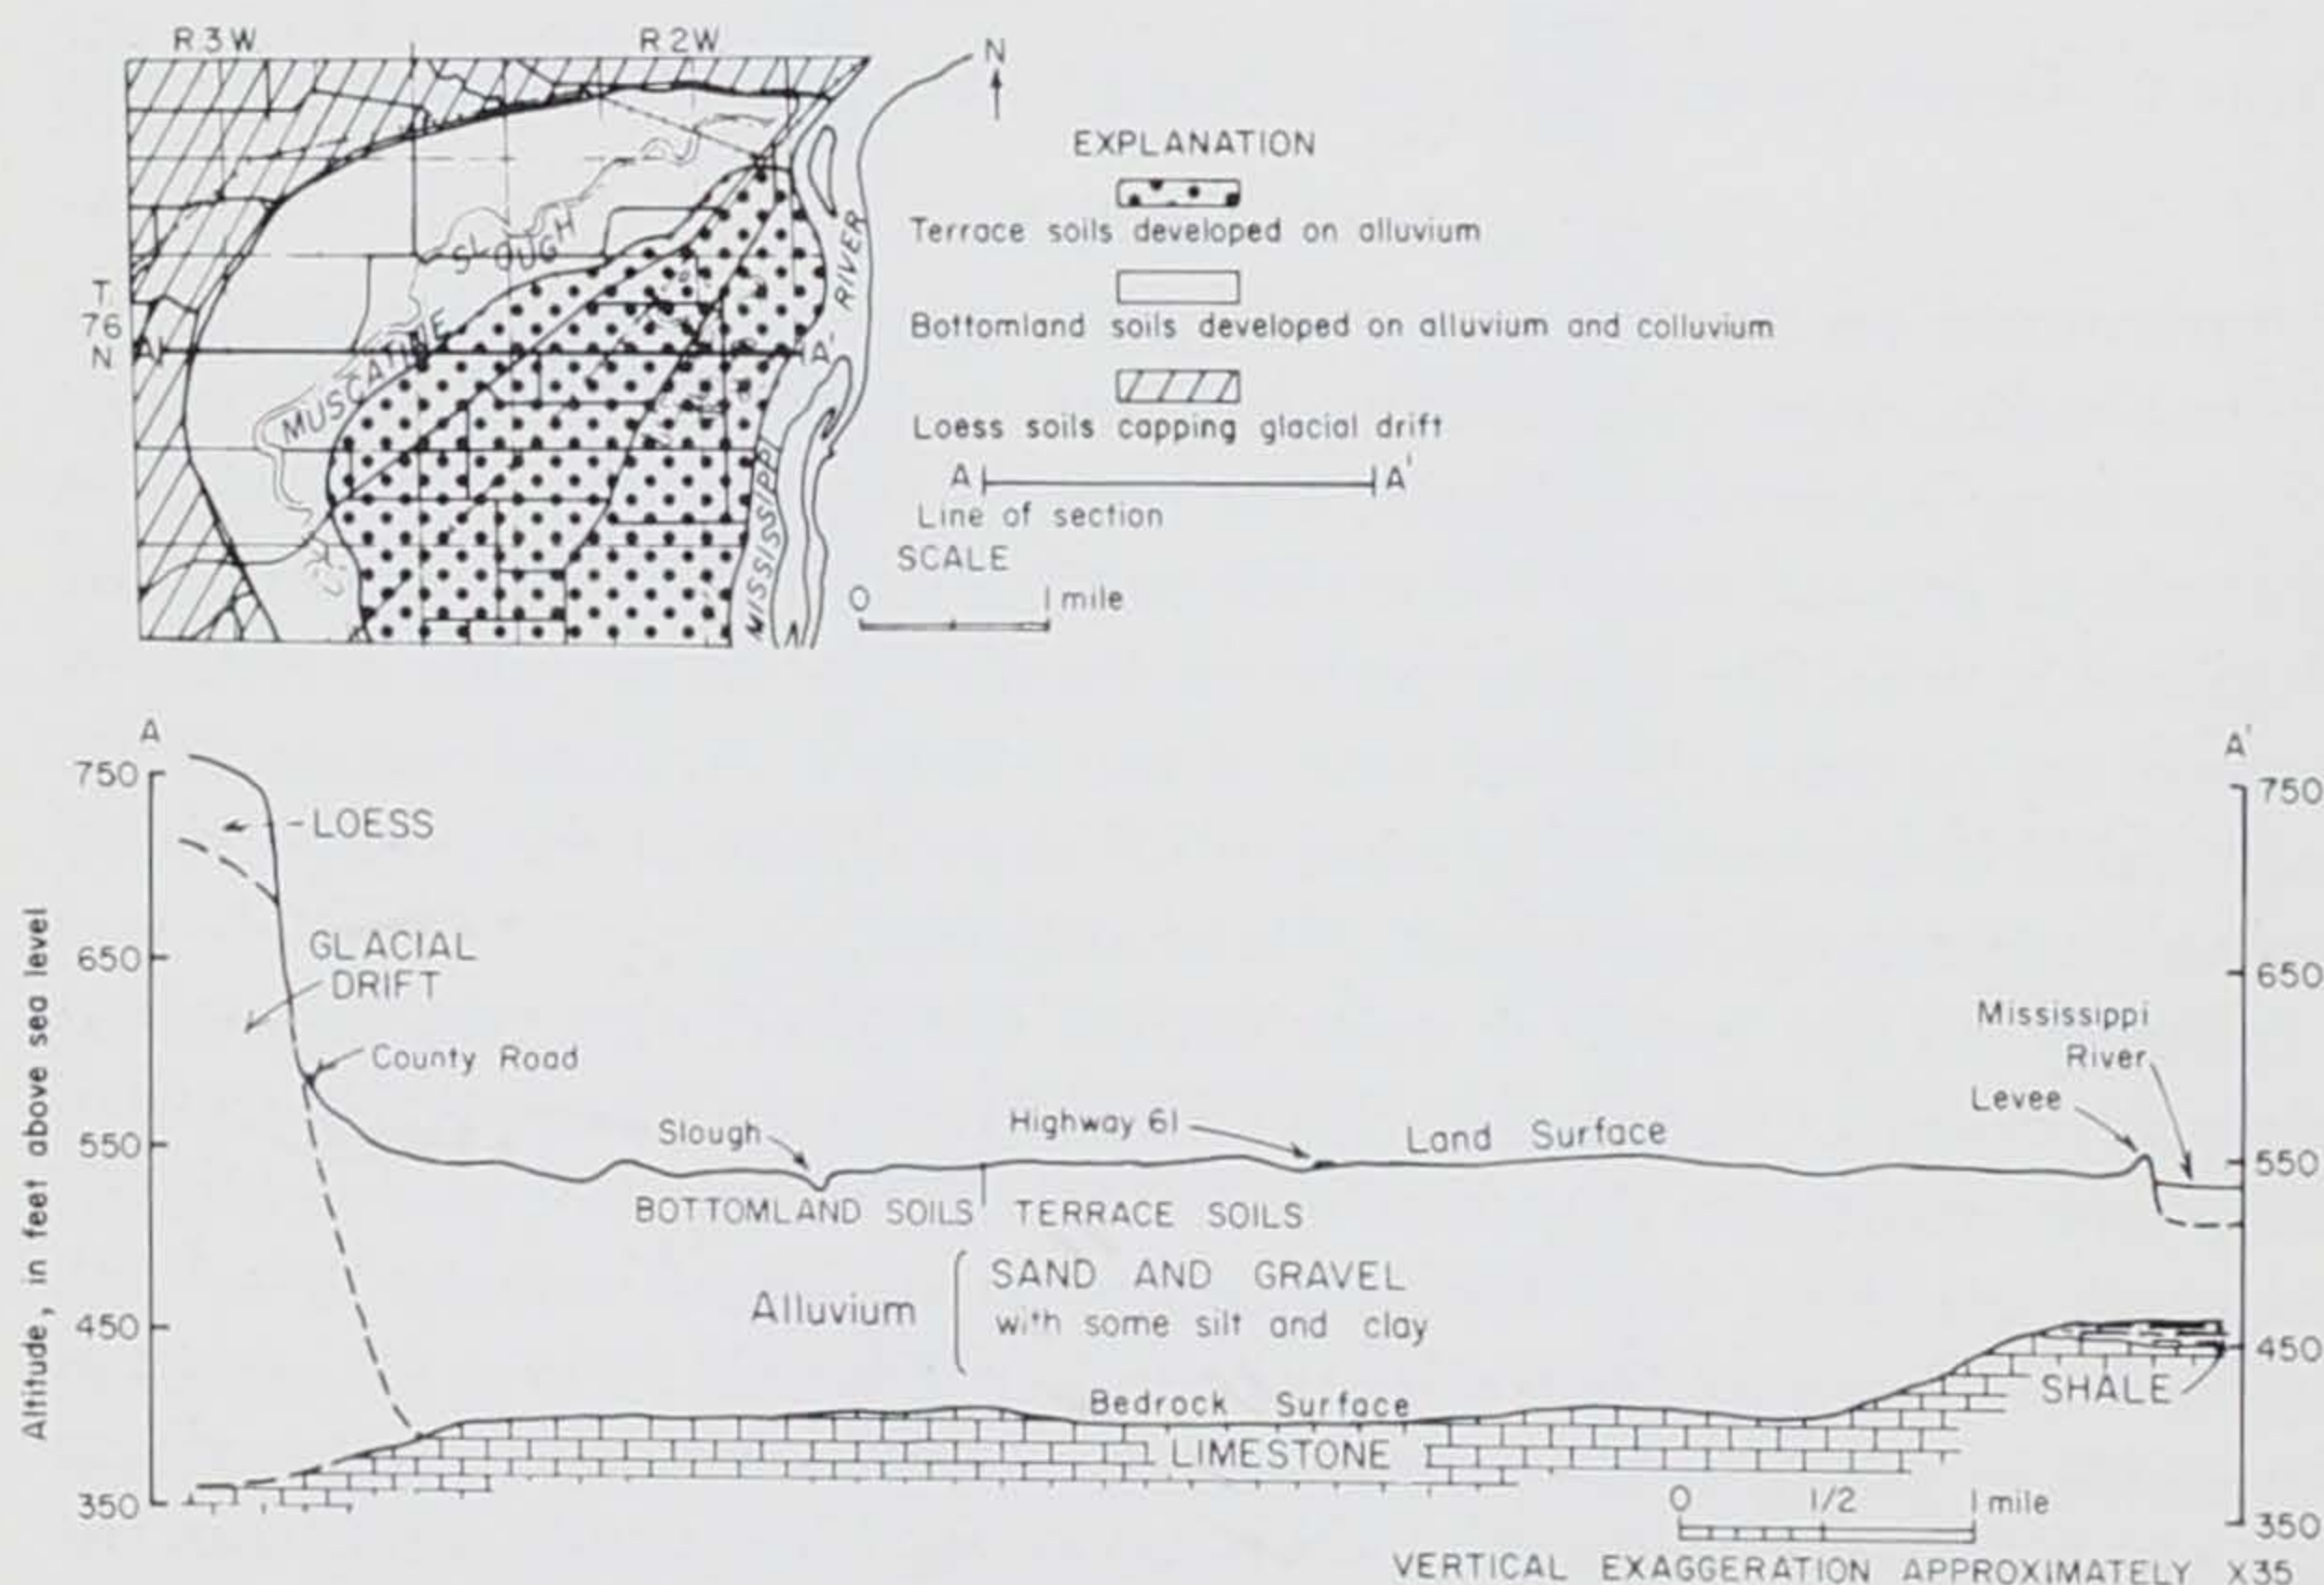 R 3 W R 2 W
N
EXPLANATION
Terrace soils developed on alluvium
Bottomland soils developed on alluvium and colluvium
Loess soils capping glacial drift
A A'
Line of section
SCALE
0 1 mile
T
76
N
A A'
MUSCATINE SLOUGH
MISSISSIPPI RIVER
A A'
750 750
LOESS
650 650
GLACIAL
DRIFT
Mississippi
River
County Road
Levee
Slough
Highway 61
Land Surface
550 550
BOTTOMLAND SOILS TERRACE SOILS
Alluvium
SAND AND GRAVEL
with some silt and clay
450 450
SHALE
Bedrock Surface
LIMESTONE
350 350
0 1/2 1 mile
VERTICAL EXAGGERATION APPROXIMATELY X35
Altitude, in feet above sea level